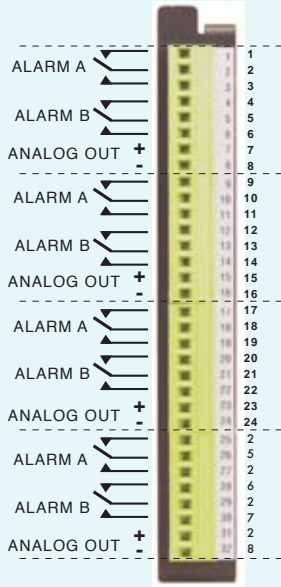 1
2
ALARM A
3
4
ALARM B 5
6
ANALOG OUT + 7
- 8
9
ALARM A 10
11
12
ALARM B 13
14
ANALOG OUT + 15
- 16
17
ALARM A 18
19
20
ALARM B 21
22
ANALOG OUT + 23
- 24
2
ALARM A 5
2
6
ALARM B 2
7
ANALOG OUT + 2
- 8